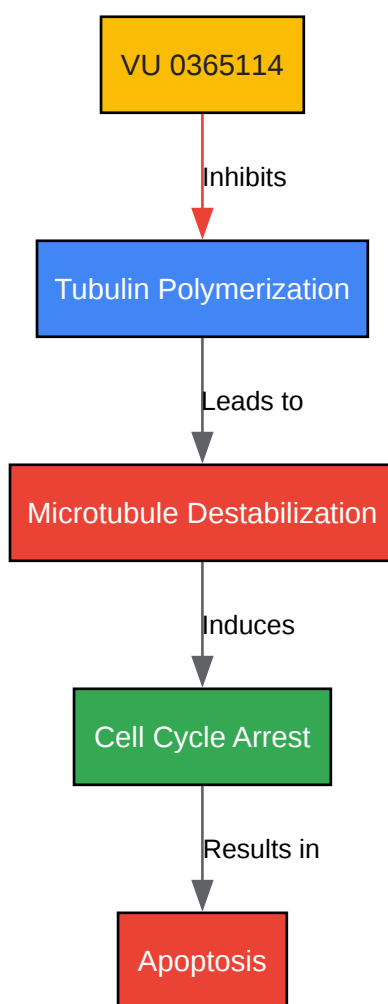 VU 0365114
Inhibits
Tubulin Polymerization
Leads to
Microtubule Destabilization
Induces
Cell Cycle Arrest
Results in
Apoptosis